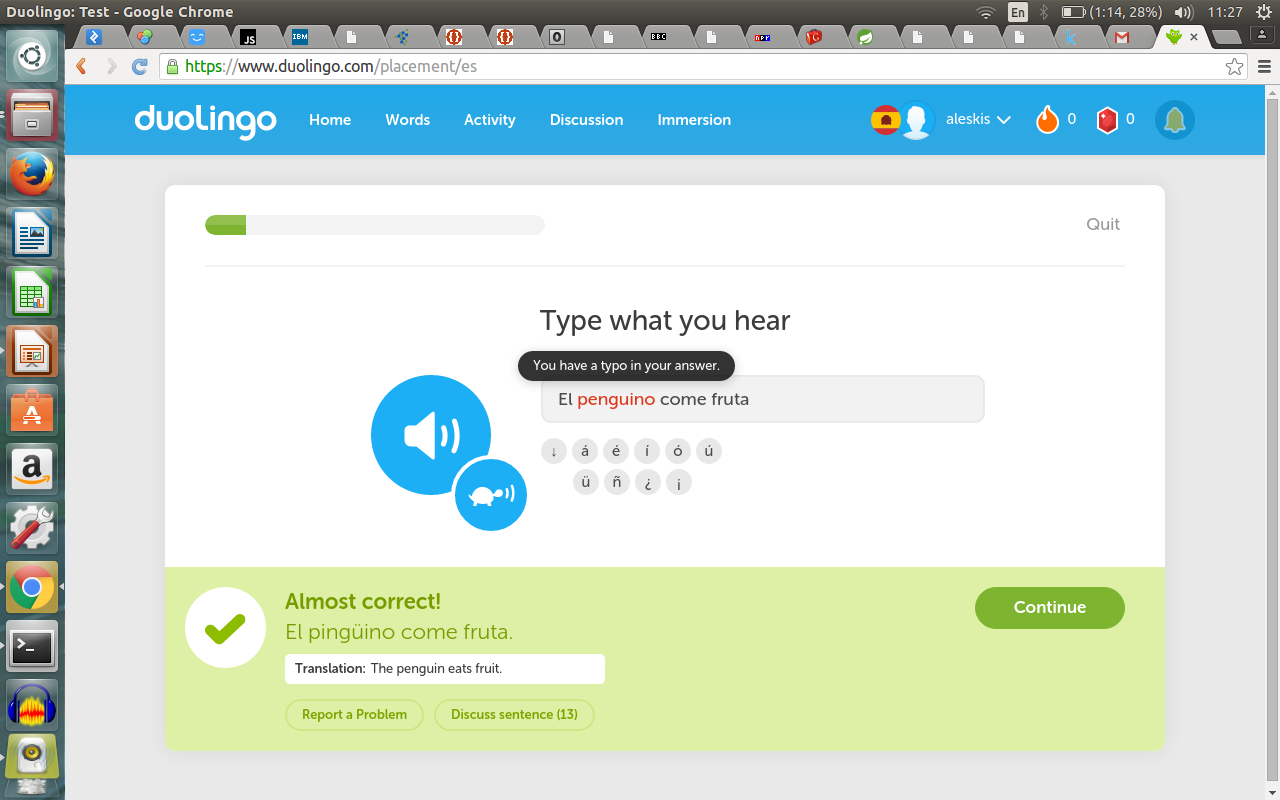 Duolingo: Test - Google Chrome
En
(1:14, 28%)
11:27
JS
IBM
O
BBC
https://www.duolingo.com/placement/es
duolingo
Home
Words
Activity
Discussion
Immersion
aleskis
0
0
Quit
Type what you hear
You have a typo in your answer.
El penguino come fruta
↓ á é í ó ú
ü ñ ¿ ¡
Almost correct!
El pingüino come fruta.
Translation: The penguin eats fruit.
Report a Problem
Discuss sentence (13)
Continue